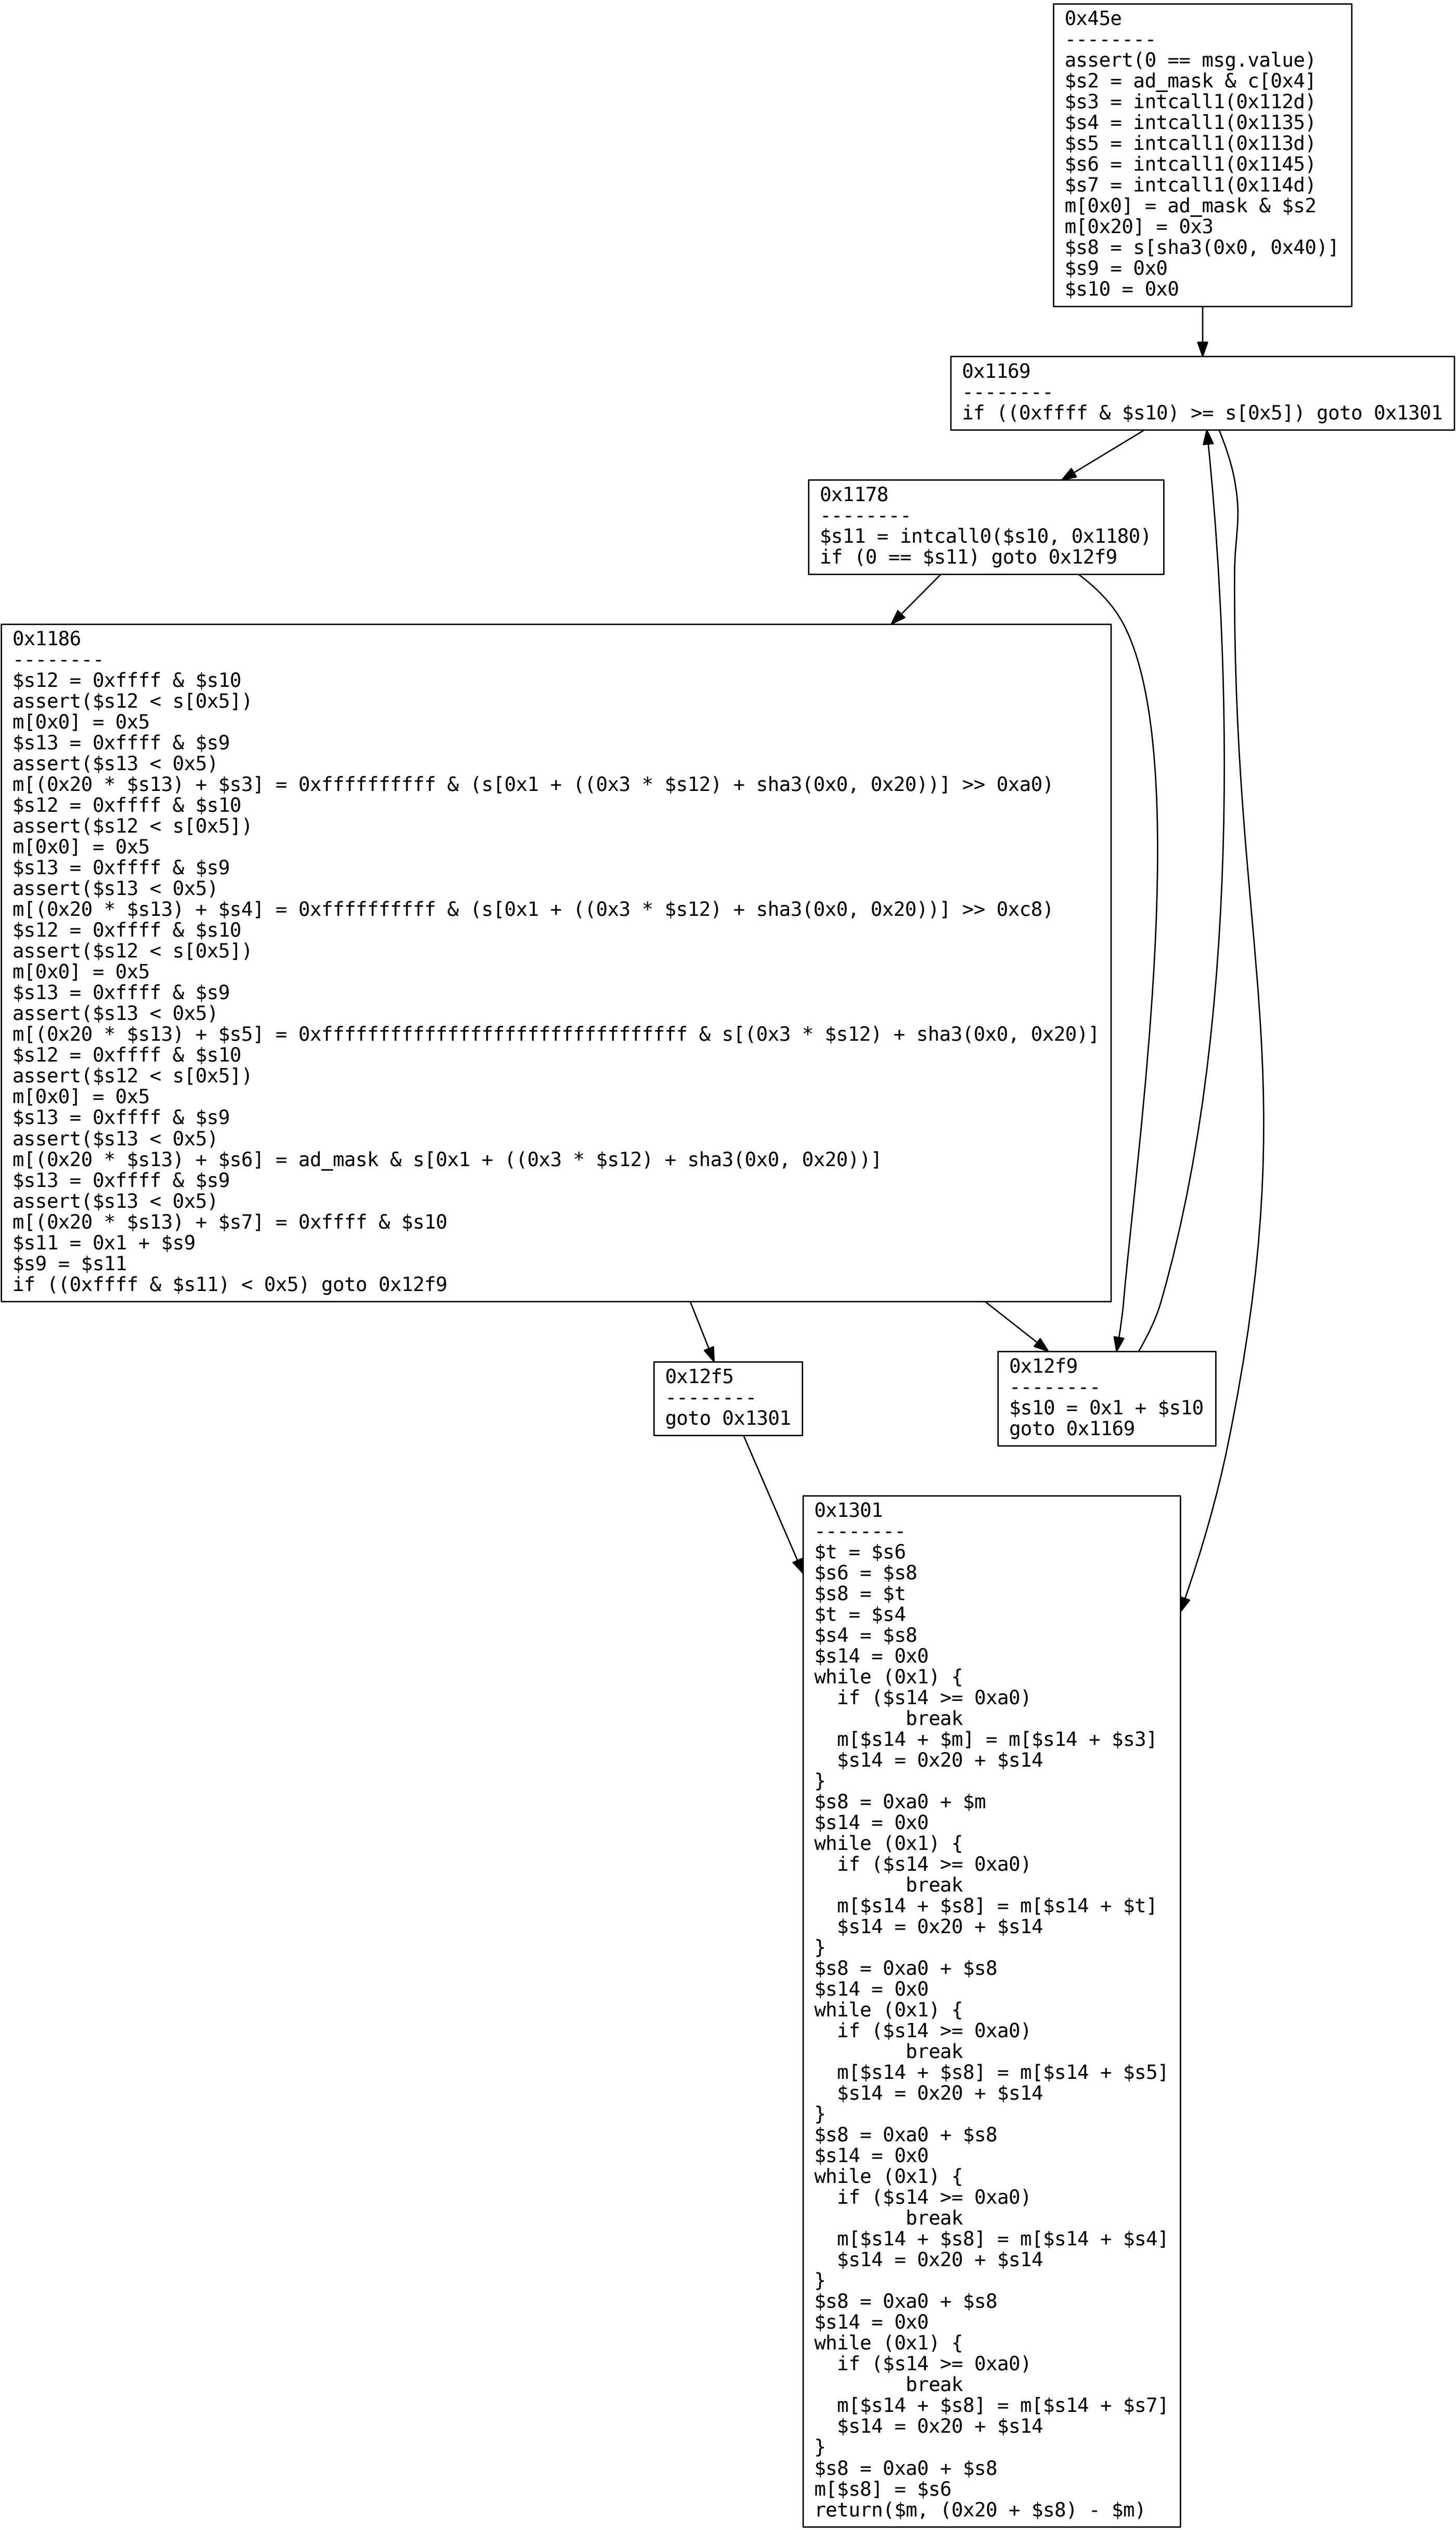 0x45e
--------
assert(0 == msg.value)
$s2 = ad_mask & c[0x4]
$s3 = intcall1(0x112d)
$s4 = intcall1(0x1135)
$s5 = intcall1(0x113d)
$s6 = intcall1(0x1145)
$s7 = intcall1(0x114d)
m[0x0] = ad_mask & $s2
m[0x20] = 0x3
$s8 = s[sha3(0x0, 0x40)]
$s9 = 0x0
$s10 = 0x0
0x1169
--------
if ((0xffff & $s10) >= s[0x5]) goto 0x1301
0x1178
--------
$s11 = intcall0($s10, 0x1180)
if (0 == $s11) goto 0x12f9
0x1186
--------
$s12 = 0xffff & $s10
assert($s12 < s[0x5])
m[0x0] = 0x5
$s13 = 0xffff & $s9
assert($s13 < 0x5)
m[(0x20 * $s13) + $s3] = 0xffffffffff & (s[0x1 + ((0x3 * $s12) + sha3(0x0, 0x20))] >> 0xa0)
$s12 = 0xffff & $s10
assert($s12 < s[0x5])
m[0x0] = 0x5
$s13 = 0xffff & $s9
assert($s13 < 0x5)
m[(0x20 * $s13) + $s4] = 0xffffffffff & (s[0x1 + ((0x3 * $s12) + sha3(0x0, 0x20))] >> 0xc8)
$s12 = 0xffff & $s10
assert($s12 < s[0x5])
m[0x0] = 0x5
$s13 = 0xffff & $s9
assert($s13 < 0x5)
m[(0x20 * $s13) + $s5] = 0xffffffffffffffffffffffffffffffff & s[(0x3 * $s12) + sha3(0x0, 0x20)]
$s12 = 0xffff & $s10
assert($s12 < s[0x5])
m[0x0] = 0x5
$s13 = 0xffff & $s9
assert($s13 < 0x5)
m[(0x20 * $s13) + $s6] = ad_mask & s[0x1 + ((0x3 * $s12) + sha3(0x0, 0x20))]
$s13 = 0xffff & $s9
assert($s13 < 0x5)
m[(0x20 * $s13) + $s7] = 0xffff & $s10
$s11 = 0x1 + $s9
$s9 = $s11
if ((0xffff & $s11) < 0x5) goto 0x12f9
0x12f5
--------
goto 0x1301
0x12f9
--------
$s10 = 0x1 + $s10
goto 0x1169
0x1301
--------
$t = $s6
$s6 = $s8
$s8 = $t
$t = $s4
$s4 = $s8
$s14 = 0x0
while (0x1) {
if ($s14 >= 0xa0)
break
m[$s14 + $m] = m[$s14 + $s3]
$s14 = 0x20 + $s14
}
$s8 = 0xa0 + $m
$s14 = 0x0
while (0x1) {
if ($s14 >= 0xa0)
break
m[$s14 + $s8] = m[$s14 + $t]
$s14 = 0x20 + $s14
}
$s8 = 0xa0 + $s8
$s14 = 0x0
while (0x1) {
if ($s14 >= 0xa0)
break
m[$s14 + $s8] = m[$s14 + $s5]
$s14 = 0x20 + $s14
}
$s8 = 0xa0 + $s8
$s14 = 0x0
while (0x1) {
if ($s14 >= 0xa0)
break
m[$s14 + $s8] = m[$s14 + $s4]
$s14 = 0x20 + $s14
}
$s8 = 0xa0 + $s8
$s14 = 0x0
while (0x1) {
if ($s14 >= 0xa0)
break
m[$s14 + $s8] = m[$s14 + $s7]
$s14 = 0x20 + $s14
}
$s8 = 0xa0 + $s8
m[$s8] = $s6
return($m, (0x20 + $s8) - $m)